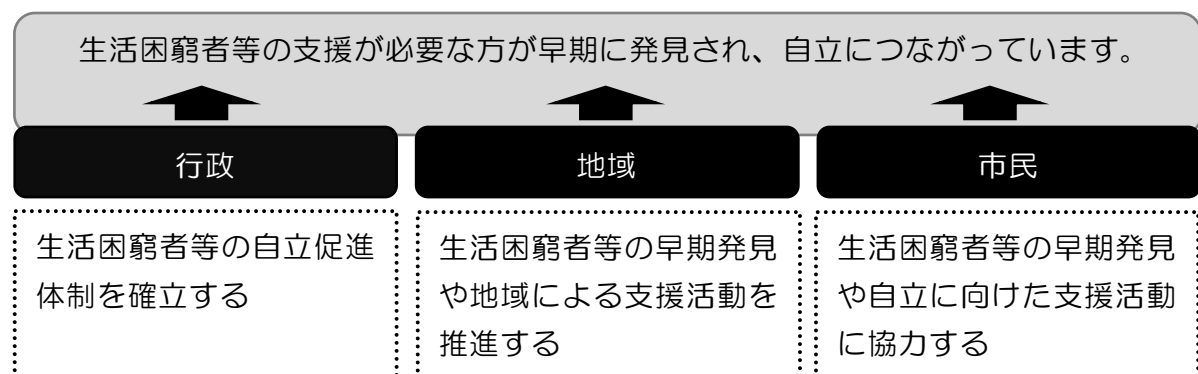 生活困窮者等の支援が必要な方が早期に発見され、自立につながっています。
行政
地域
市民
生活困窮者等の自立促進
体制を確立する
生活困窮者等の早期発見
や地域による支援活動を
推進する
生活困窮者等の早期発見
や自立に向けた支援活動
に協力する